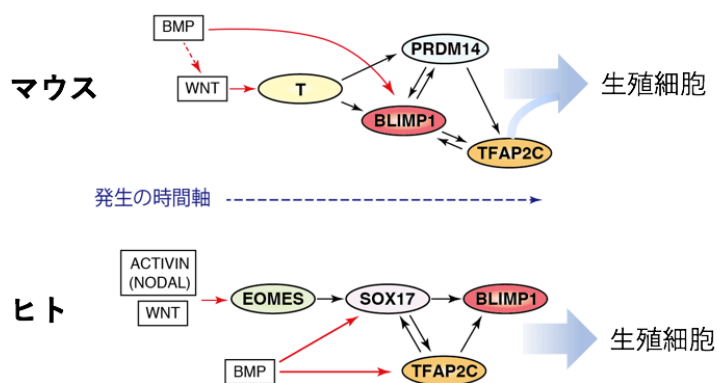 BMP
PRDM14
マウス
WNT
T
生殖細胞
BLIMP1
TFAP2C
発生の時間軸
ACTIVIN
(NODAL)
ヒト
EOMES
SOX17
BLIMP1
WNT
生殖細胞
BMP
TFAP2C